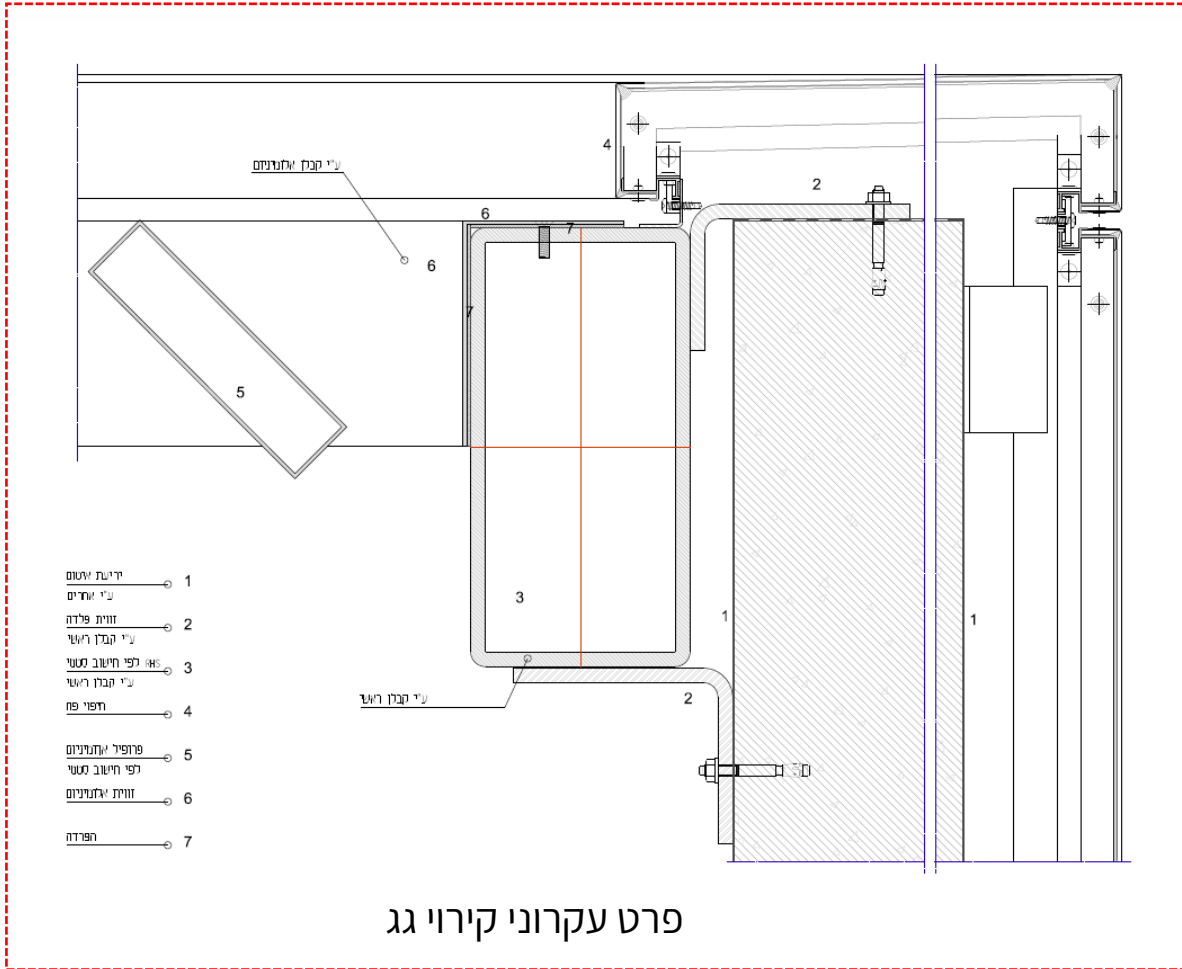 4
2
ע"י קבלן אלומיניום
6
7
6
7
5
3
1
1
2
ע"י קבלן ראשי
יריעת איטום
1
ע"י אחרים
זווית פלדה
2
ע"י קבלן ראשי
RHS לפי חישוב סטטי
3
ע"י קבלן ראשי
חיפוי פח
4
פרופיל אלומיניום
5
לפי חישוב סטטי
זווית אלומיניום
6
הפרדה
7
פרט עקרוני קירוי גג